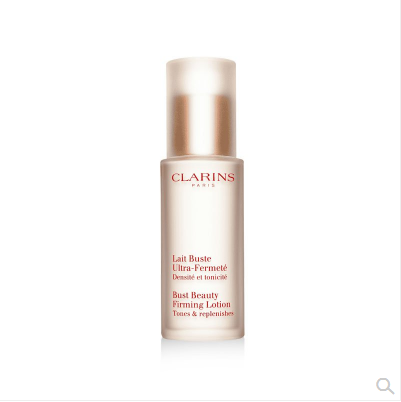 CLARINS
PARIS
Lait Buste
Ultra-Fermeté
Densité et tonicité
Bust Beauty
Firming Lotion
Tones & replenishes